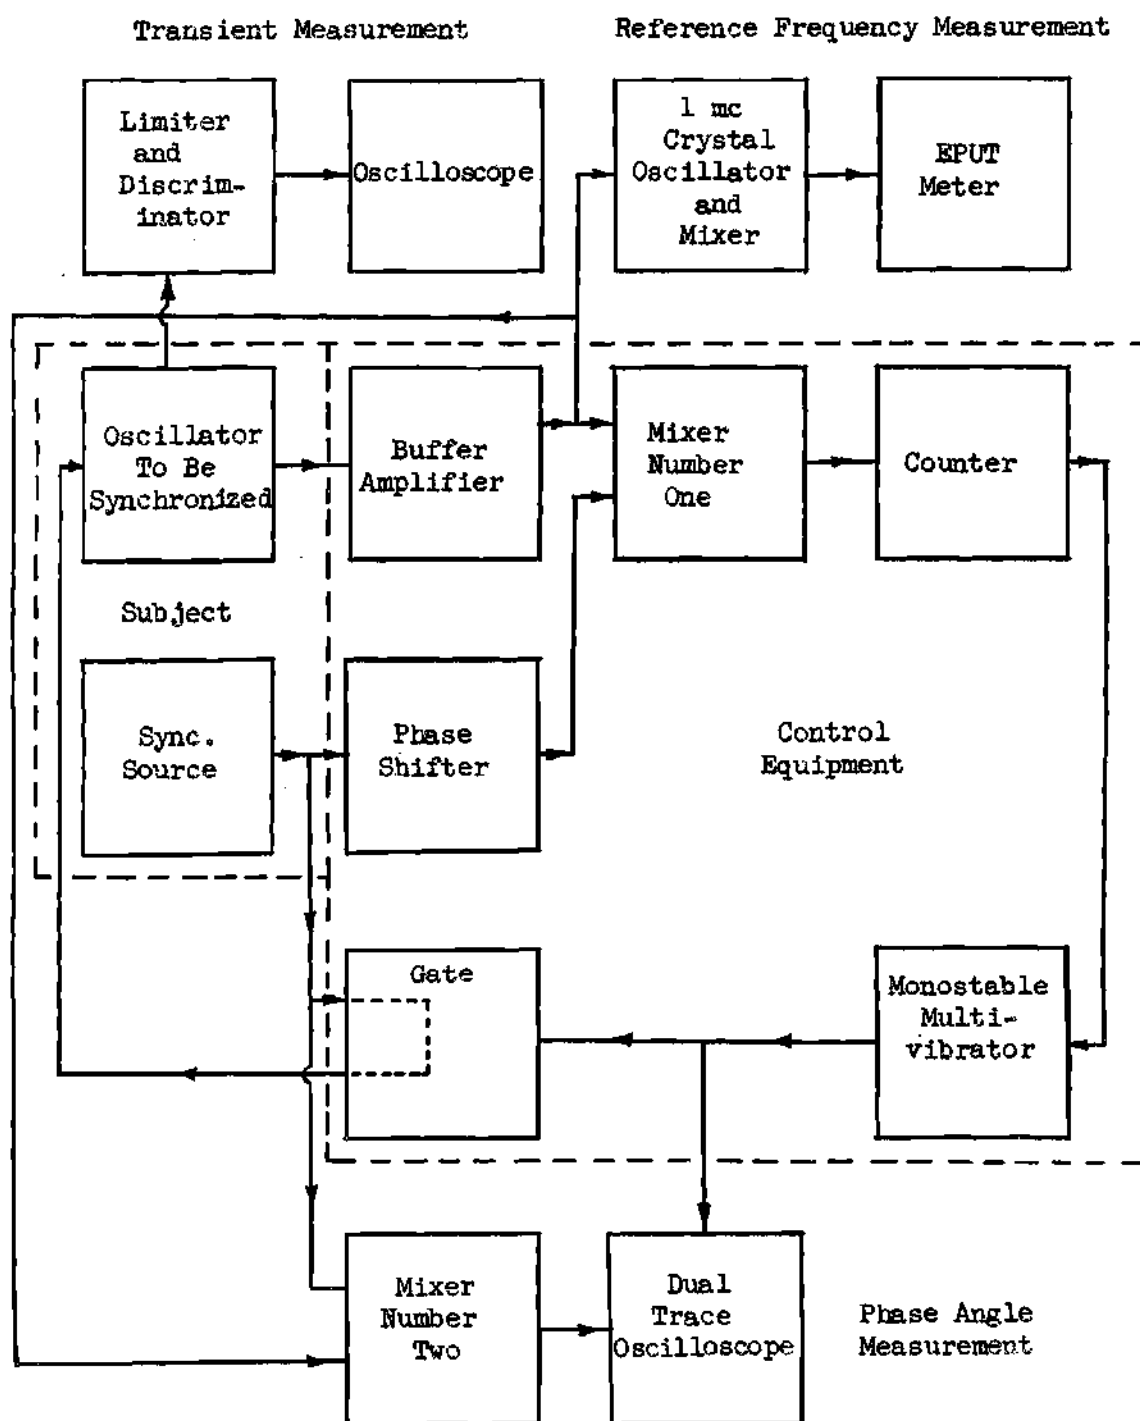 Transient Measurement
Reference Frequency Measurement
Limiter
and
Discrim-
inator
Oscilloscope
1 mc
Crystal
Oscillator
and
Mixer
EPUT
Meter
Oscillator
To Be
Synchronized
Buffer
Amplifier
Mixer
Number
One
Counter
Subject
Sync.
Source
Phase
Shifter
Control
Equipment
Gate
Monostable
Multi-
vibrator
Mixer
Number
Two
Dual
Trace
Oscilloscope
Phase Angle
Measurement